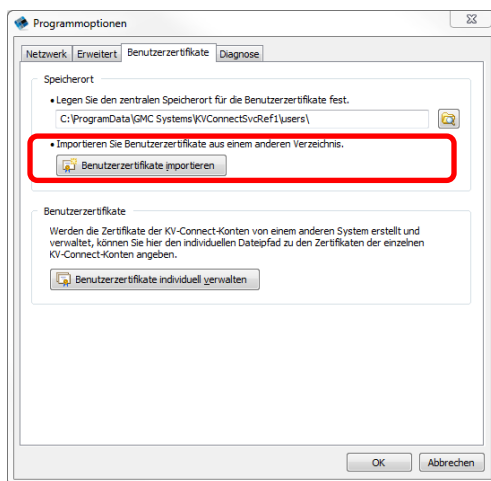 Programmoptionen
Netzwerk Erweitert Benutzerzertifikate Diagnose
Speicherort
• Legen Sie den zentralen Speicherort für die Benutzerzertifikate fest.
C:\ProgramData\GMC Systems\KVConnectSvcRef1\users\
• Importieren Sie Benutzerzertifikate aus einem anderen Verzeichnis.
Benutzerzertifikate importieren
Benutzerzertifikate
Werden die Zertifikate der KV-Connect-Konten von einem anderen System erstellt und
verwaltet, können Sie hier den individuellen Dateipfad zu den Zertifikaten der einzelnen
KV-Connect-Konten angeben.
Benutzerzertifikate individuell verwalten
OK Abbrechen